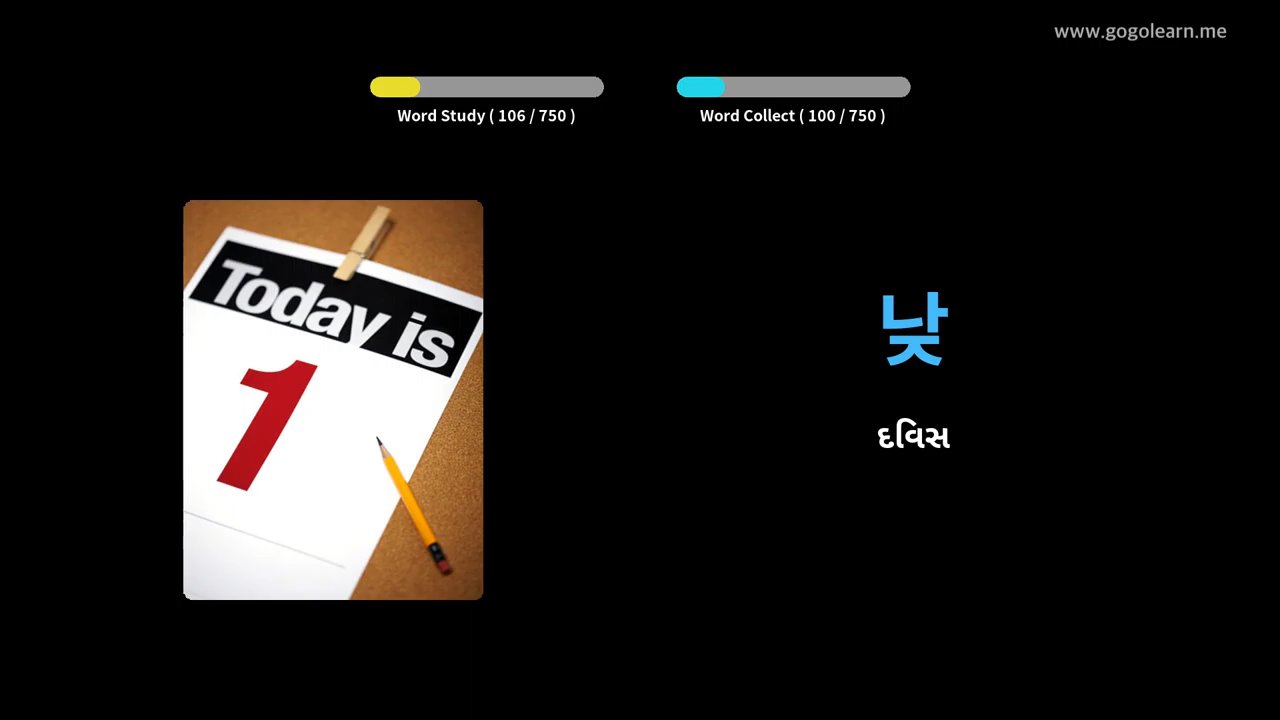 www.gogolearn.me
Word Study ( 106 / 750 )
Word Collect ( 100 / 750 )
Today is
1
낮
દિવસ